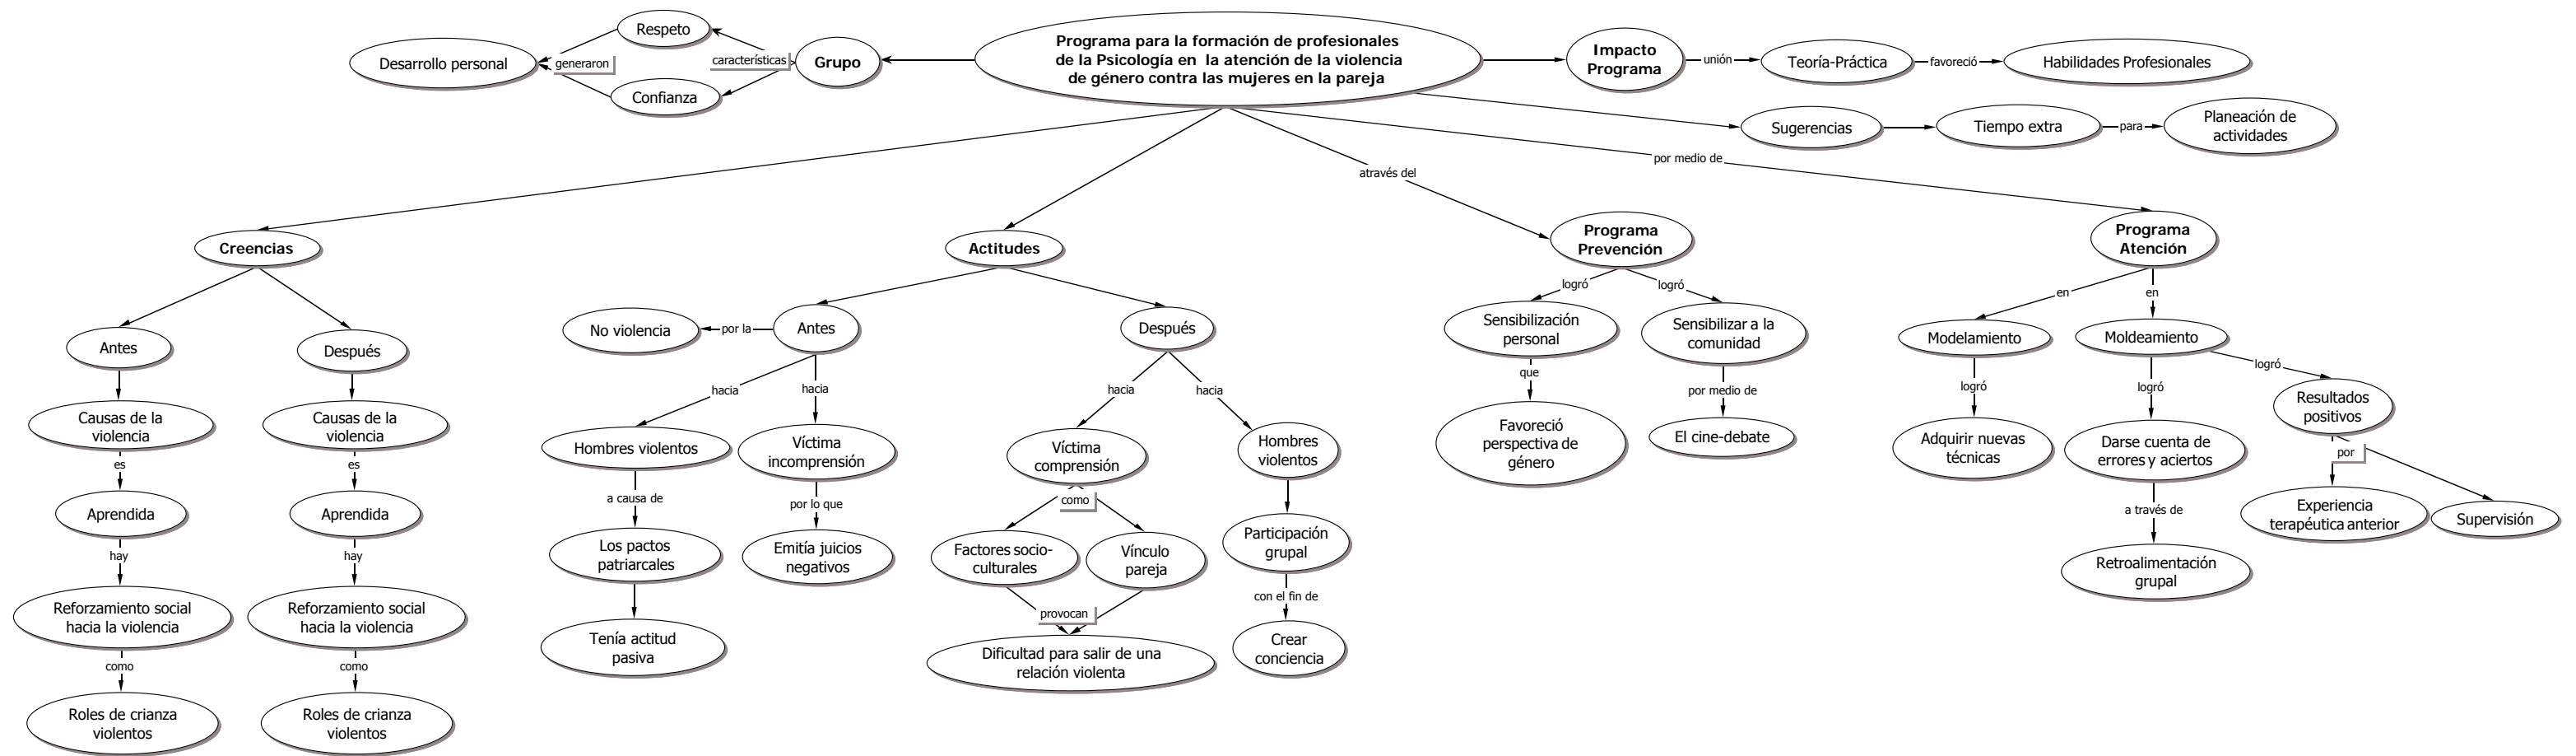 Programa para la formación de profesionales
de la Psicología en la atención de la violencia
de género contra las mujeres en la pareja
Grupo
características
Respeto
Confianza
generaron
Desarrollo personal
Impacto
Programa
unión
Teoría-Práctica
favoreció
Habilidades Profesionales
Sugerencias
Tiempo extra
para
Planeación de
actividades
Creencias
Antes
Causas de la
violencia
es
Aprendida
hay
Reforzamiento social
hacia la violencia
como
Roles de crianza
violentos
Después
Causas de la
violencia
es
Aprendida
hay
Reforzamiento social
hacia la violencia
como
Roles de crianza
violentos
Actitudes
Antes
por la
No violencia
hacia
Hombres violentos
a causa de
Los pactos
patriarcales
Tenía actitud
pasiva
hacia
Víctima
incomprensión
por lo que
Emitía juicios
negativos
Después
hacia
Víctima
comprensión
como
Factores socio-
culturales
Vínculo
pareja
provocan
Dificultad para salir de una
relación violenta
hacia
Hombres
violentos
Participación
grupal
con el fin de
Crear
conciencia
através del
Programa
Prevención
logró
Sensibilización
personal
que
Favoreció
perspectiva de
género
logró
Sensibilizar a la
comunidad
por medio de
El cine-debate
por medio de
Programa
Atención
en
Modelamiento
logró
Adquirir nuevas
técnicas
en
Moldeamiento
logró
Darse cuenta de
errores y aciertos
a través de
Retroalimentación
grupal
logró
Resultados
positivos
por
Experiencia
terapéutica anterior
Supervisión